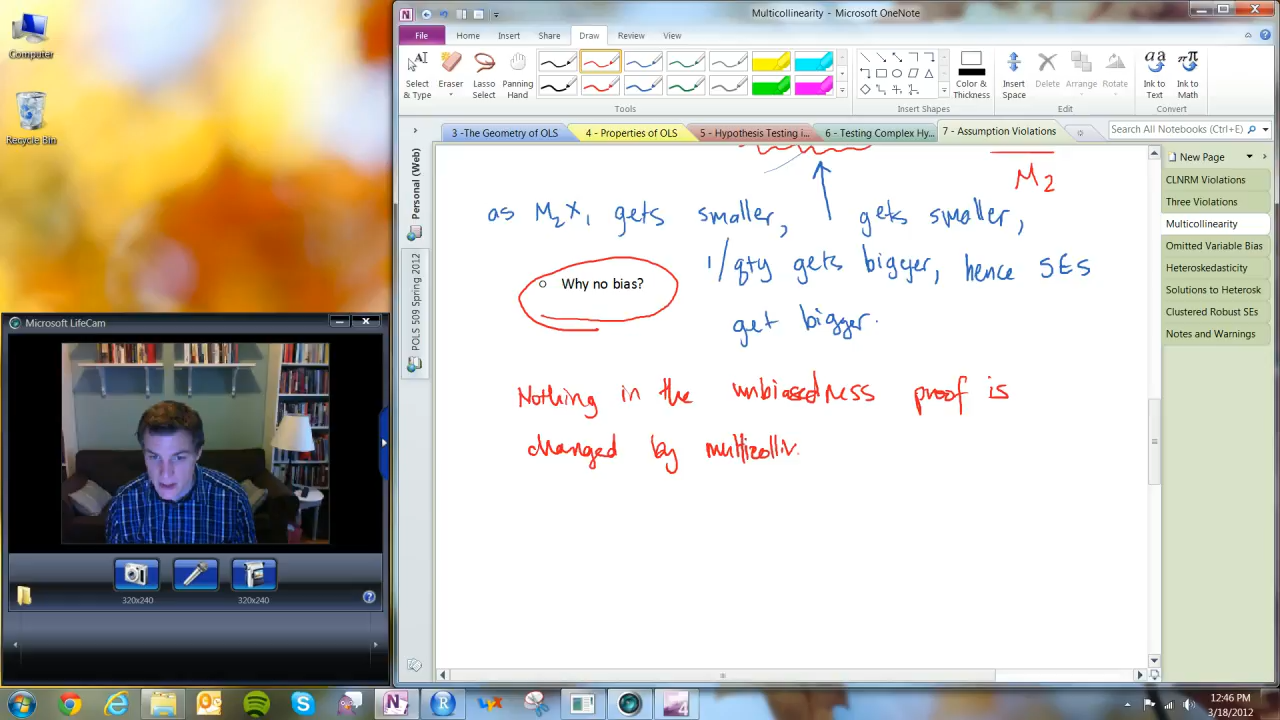 Computer
Recycle Bin
Multicollinearity - Microsoft OneNote
File Home Insert Share Draw Review View
Select & Type
Eraser
Lasso Select
Panning Hand
Color & Thickness
Insert Space
Delete
Arrange
Rotate
Ink to Text
Ink to Math
Tools
Insert Shapes
Edit
Convert
3 -The Geometry of OLS
4 - Properties of OLS
5 - Hypothesis Testing i...
6 - Testing Complex Hy...
7 - Assumption Violations
Search All Notebooks (Ctrl+E)
Personal (Web)
POLS 509 Spring 2012
New Page
CLNRM Violations
Three Violations
Multicollinearity
Omitted Variable Bias
Heteroskedasticity
Solutions to Heterosk
Clustered Robust SEs
Notes and Warnings
M2
as M2X1 gets smaller, gets smaller,
1/qty gets bigger, hence SEs
get bigger.
Why no bias?
Nothing in the unbiasedness proof is
changed by multicolliv
Microsoft LifeCam
320x240
320x240
12:46 PM
3/18/2012